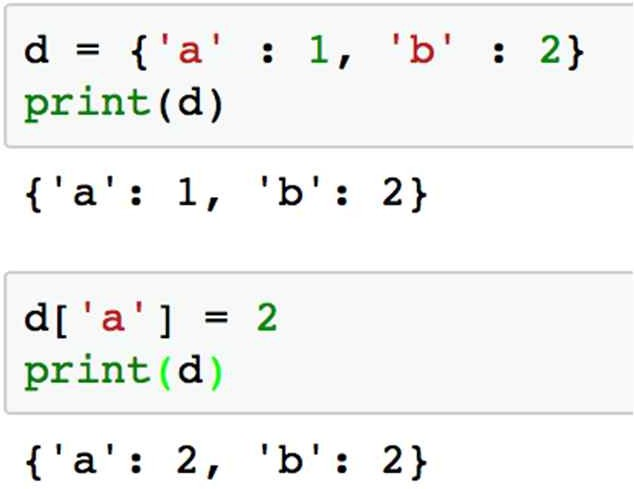 d = {'a' : 1, 'b' : 2}
print(d)
{'a': 1, 'b': 2}
d['a'] = 2
print(d)
{'a': 2, 'b': 2}